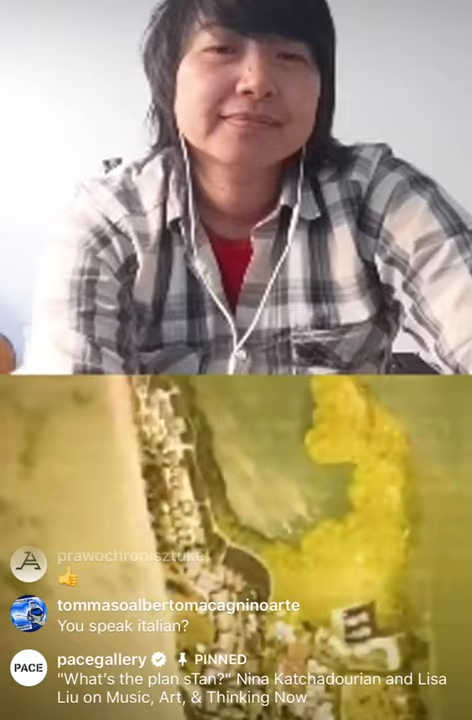 prawochronisztuke
👍
tommasoalbertomacagninoarte
You speak italian?
PACE
pacegallery PINNED
"What's the plan sTan?" Nina Katchadourian and Lisa
Liu on Music, Art, & Thinking Now